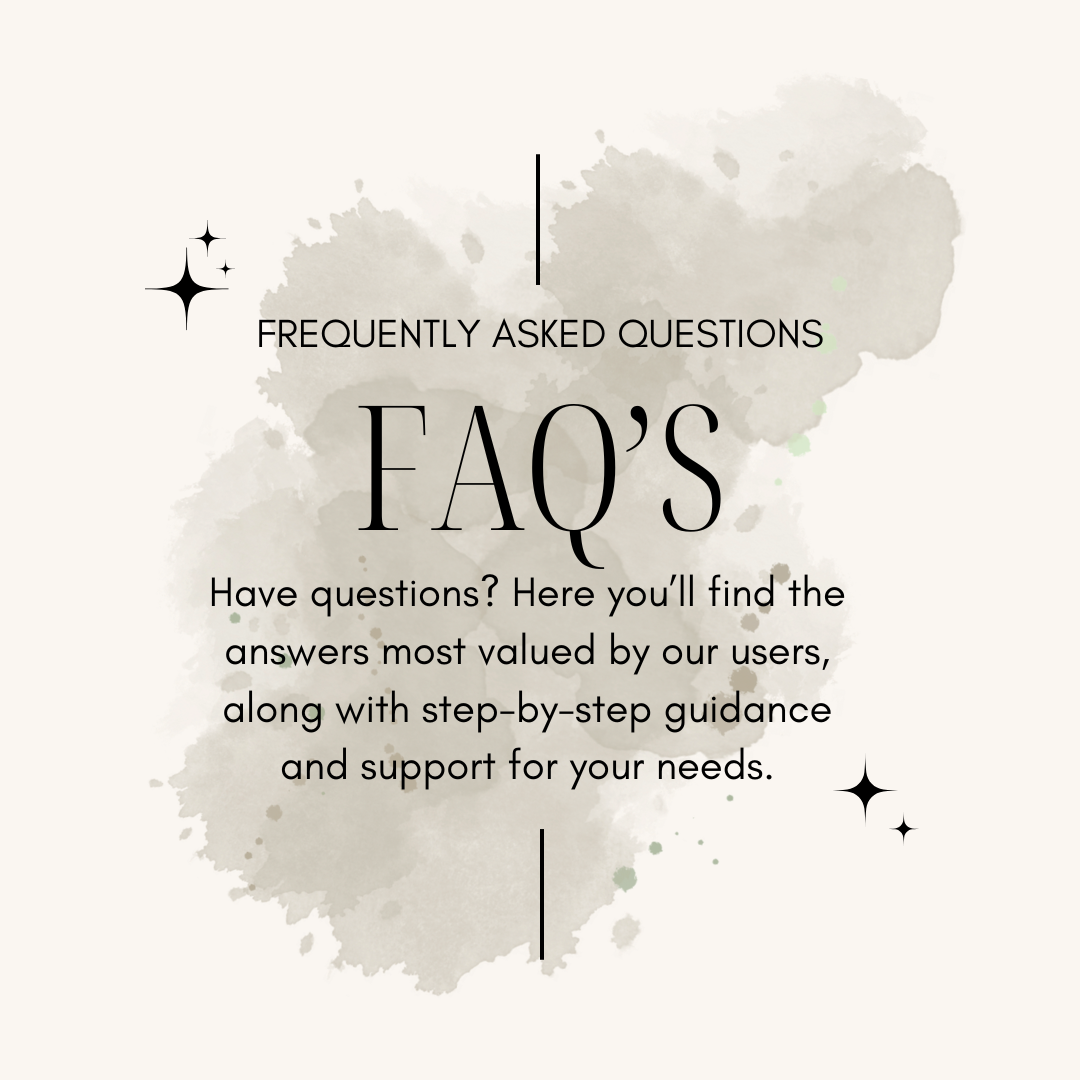 FREQUENTLY ASKED QUESTIONS
FAQ’S
Have questions? Here you’ll find the
answers most valued by our users,
along with step-by-step guidance
and support for your needs.